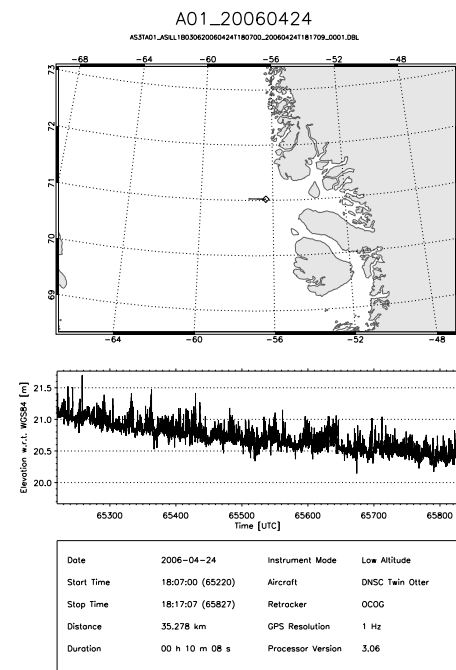 A01_20060424
AS3TA01_ASILL1B030620060424T180700_20060424T181709_0001.DBL
-68 -64 -60 -56 -52 -48
73
72
71
70
69
-64 -60 -56 -52 -48
Elevation w.r.t. WGS84 [m]
21.5
21.0
20.5
20.0
65300 65400 65500 65600 65700 65800
Time [UTC]
Date 2006-04-24 Instrument Mode Low Altitude
Start Time 18:07:00 (65220) Aircraft DNSC Twin Otter
Stop Time 18:17:07 (65827) Retracker OCOG
Distance 35.278 km GPS Resolution 1 Hz
Duration 00 h 10 m 08 s Processor Version 3.06